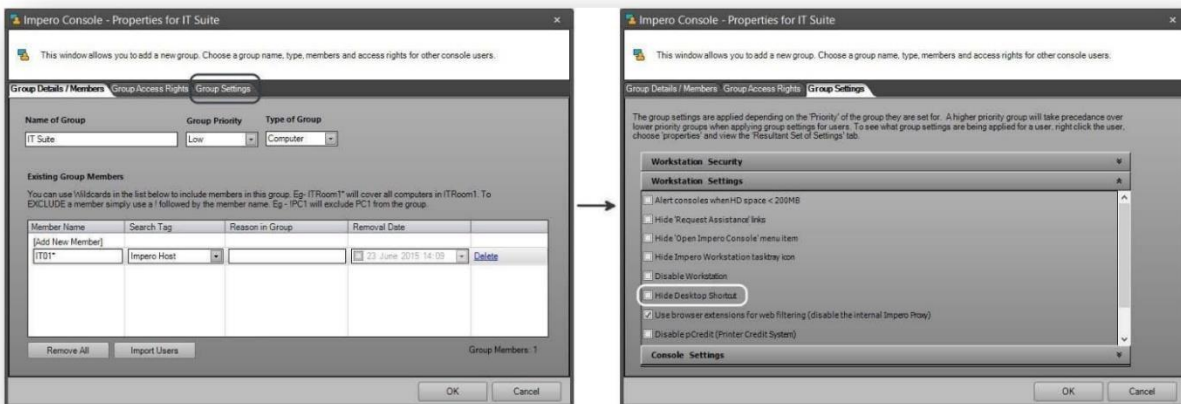 Impero Console - Properties for IT Suite
This window allows you to add a new group. Choose a group name, type, members and access rights for other console users.
Group Details / Members Group Access Rights Group Settings
Name of Group Group Priority Type of Group
IT Suite Low Computer
Existing Group Members
You can use Wildcards in the list below to include members in this group. Eg- ITRoom1* will cover all computers in ITRoom1. To
EXCLUDE a member simply use a ! followed by the member name. Eg - !PC1 will exclude PC1 from the group.
Member Name Search Tag Reason in Group Removal Date
[Add New Member]
IT01* Impero Host 23 June 2015 14:09 Delete
Remove All Import Users Group Members: 1
OK Cancel
Impero Console - Properties for IT Suite
This window allows you to add a new group. Choose a group name, type, members and access rights for other console users.
Group Details / Members Group Access Rights Group Settings
The group settings are applied depending on the 'Priority' of the group they are set for. A higher priority group will take precedance over
lower priority groups when applying group settings for users. To see what group settings are being applied for a user, right click the user,
choose 'properties' and view the 'Resultant Set of Settings' tab.
Workstation Security
Workstation Settings
Alert consoles when HD space < 200MB
Hide 'Request Assistance' links
Hide 'Open Impero Console' menu item
Hide Impero Workstation tasktray icon
Disable Workstation
Hide Desktop Shortcut
Use browser extensions for web filtering (disable the internal Impero Proxy)
Disable pCredit (Printer Credit System)
Console Settings
OK Cancel